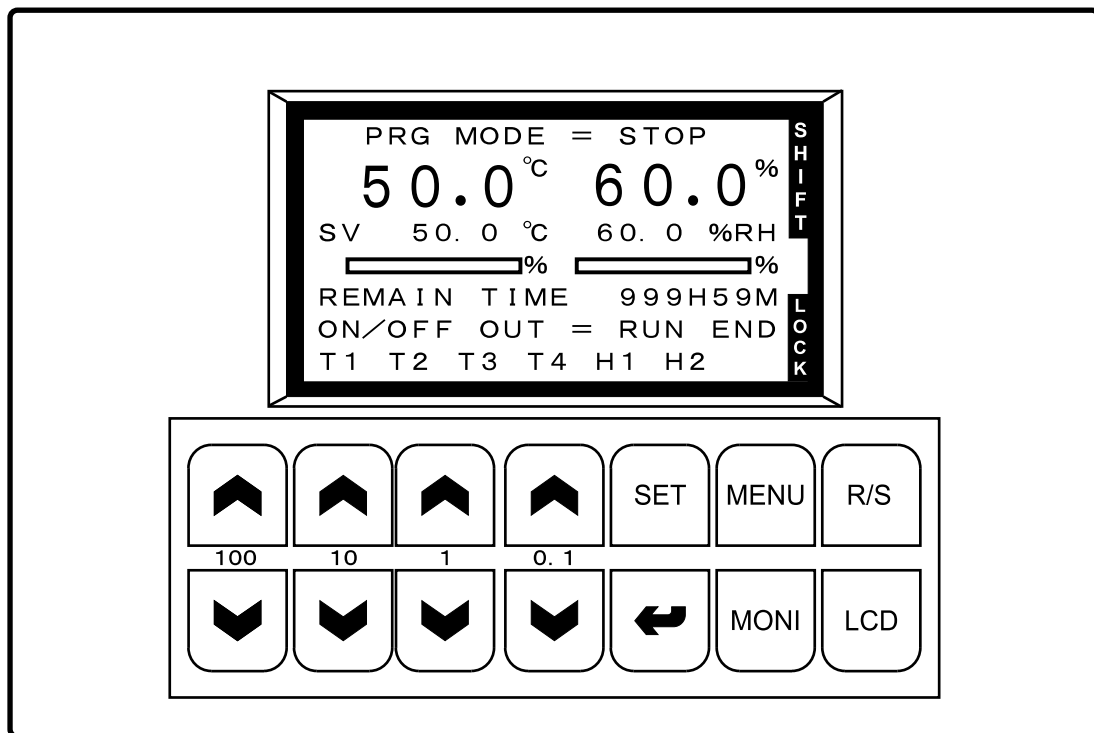 PRG MODE = STOP
50.0 ℃ 60.0 %
SV 50.0 ℃ 60.0 %RH
% %
REMAIN TIME 999H59M
ON/OFF OUT = RUN END
T1 T2 T3 T4 H1 H2
SHIFT
LOCK
SET MENU R/S
100 10 1 0.1
MONI LCD